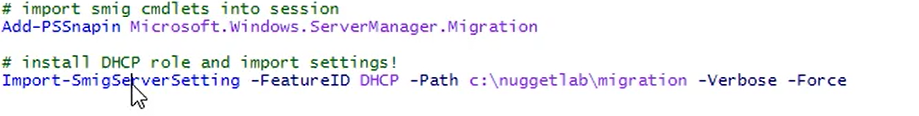 # import smig cmdlets into session
Add-PSSnapin Microsoft.Windows.ServerManager.Migration
# install DHCP role and import settings!
Import-SmigServerSetting -FeatureID DHCP -Path c:\nuggetlab\migration -Verbose -Force